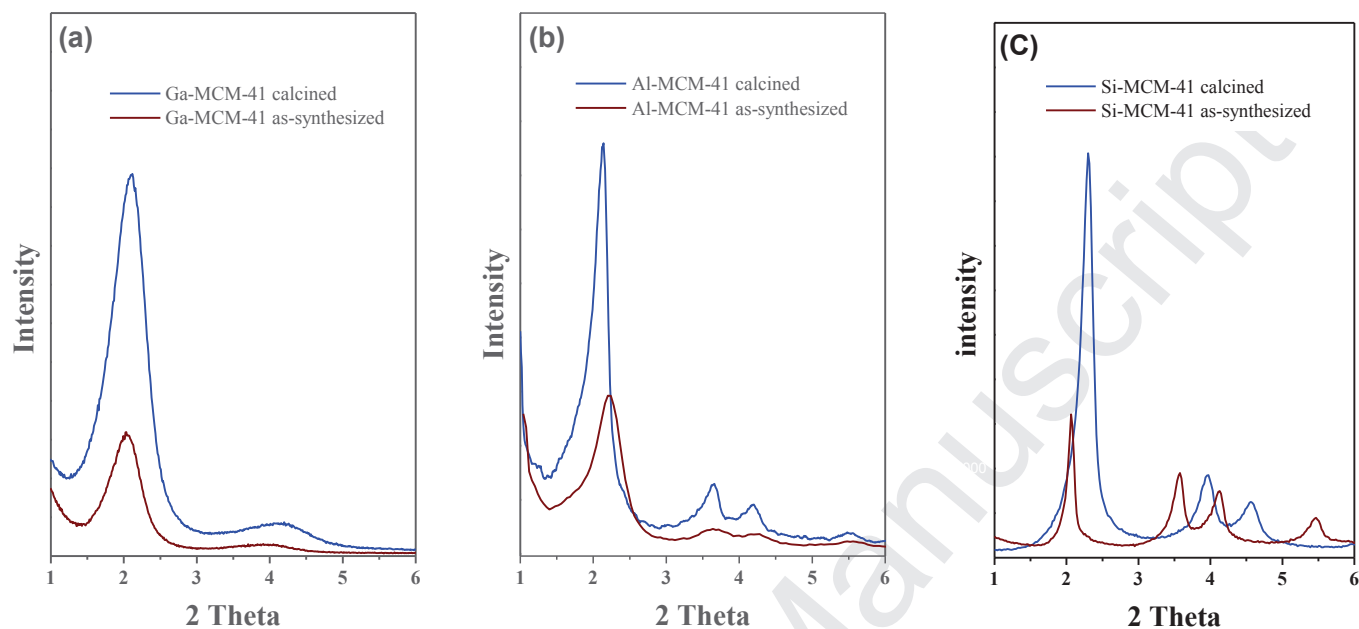 (a)
Ga-MCM-41 calcined
Ga-MCM-41 as-synthesized
Intensity
1 2 3 4 5 6
2 Theta
(b)
Al-MCM-41 calcined
Al-MCM-41 as-synthesized
Intensity
1 2 3 4 5 6
2 Theta
(C)
Si-MCM-41 calcined
Si-MCM-41 as-synthesized
intensity
1 2 3 4 5 6
2 Theta
Manuscript